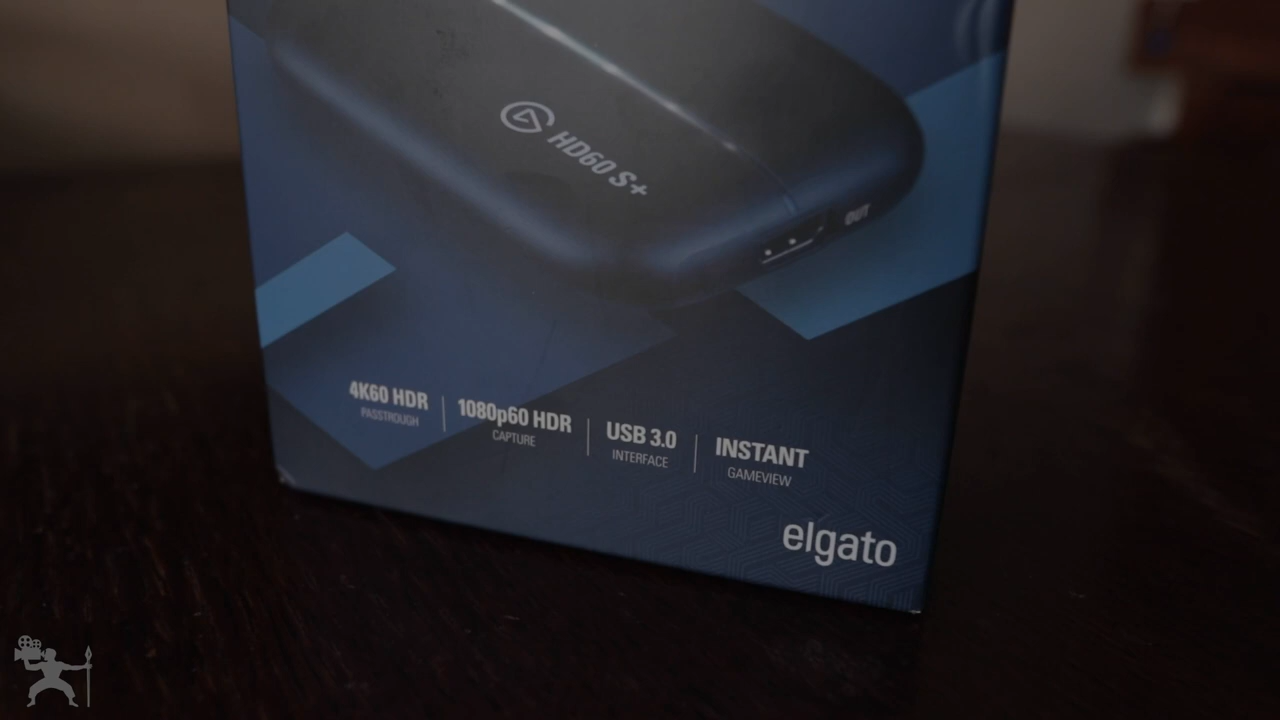 HD60 S+
OUT
4K60 HDR
PASSTROUGH
1080p60 HDR
CAPTURE
USB 3.0
INTERFACE
INSTANT
GAMEVIEW
elgato